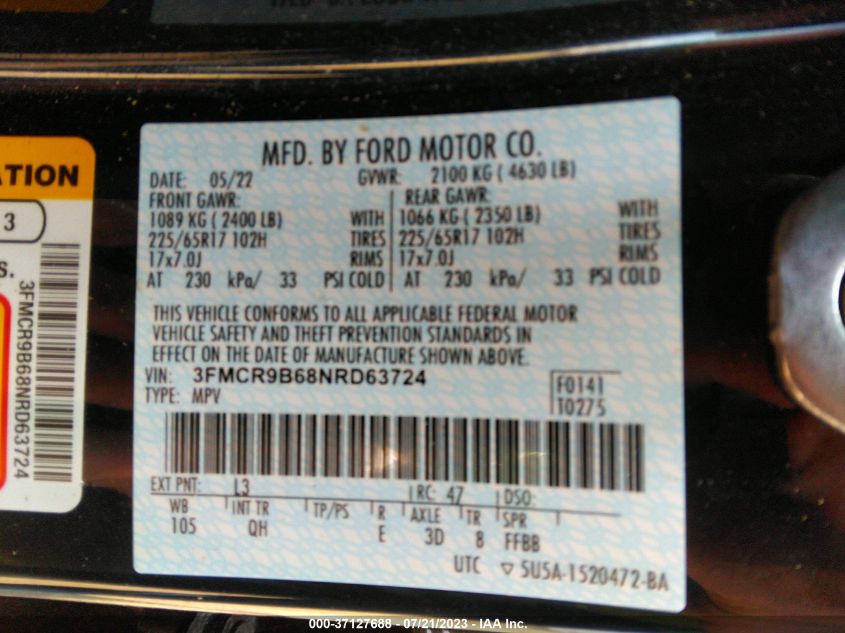 MFD. BY FORD MOTOR CO.
DATE: 05/22 GVWR: 2100 KG ( 4630 LB)
FRONT GAWR: REAR GAWR:
1089 KG ( 2400 LB) WITH 1066 KG ( 2350 LB) WITH
225/65R17 102H TIRES 225/65R17 102H TIRES
17x7.0J RIMS 17x7.0J RIMS
AT 230 kPa/ 33 PSI COLD AT 230 kPa/ 33 PSI COLD
THIS VEHICLE CONFORMS TO ALL APPLICABLE FEDERAL MOTOR
VEHICLE SAFETY AND THEFT PREVENTION STANDARDS IN
EFFECT ON THE DATE OF MANUFACTURE SHOWN ABOVE.
VIN: 3FMCR9B68NRD63724 F0141
TYPE: MPV T0275
EXT PNT: L3 RC: 47 DSO:
WB INT TR TP/PS R AXLE TR SPR
105 QH E 3D 8 FFBB
UTC ▽ 5U5A-1520472-BA
ATION
3
s.
3FMCR9B68NRD63724
000-37127688 - 07/21/2023 - IAA Inc.